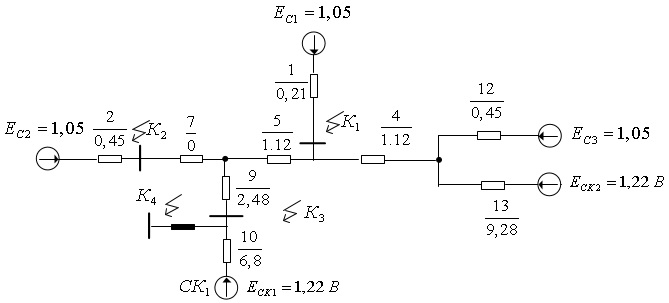 E_C1 = 1,05
1
0,21
K_1
12
0,45
E_C3 = 1,05
E_C2 = 1,05
2
0,45
K_2
7
0
5
1.12
4
1.12
E_CK2 = 1,22 В
13
9,28
9
2,48
K_4
K_3
10
6,8
CK_1
E_CK1 = 1,22 В